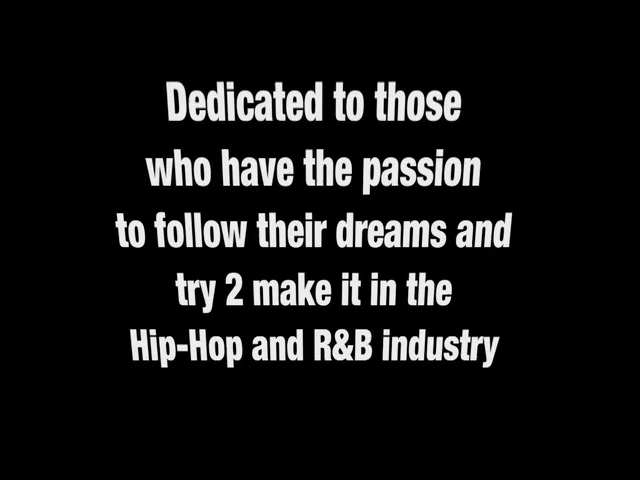 Dedicated to those
who have the passion
to follow their dreams and
try 2 make it in the
Hip-Hop and R&B industry